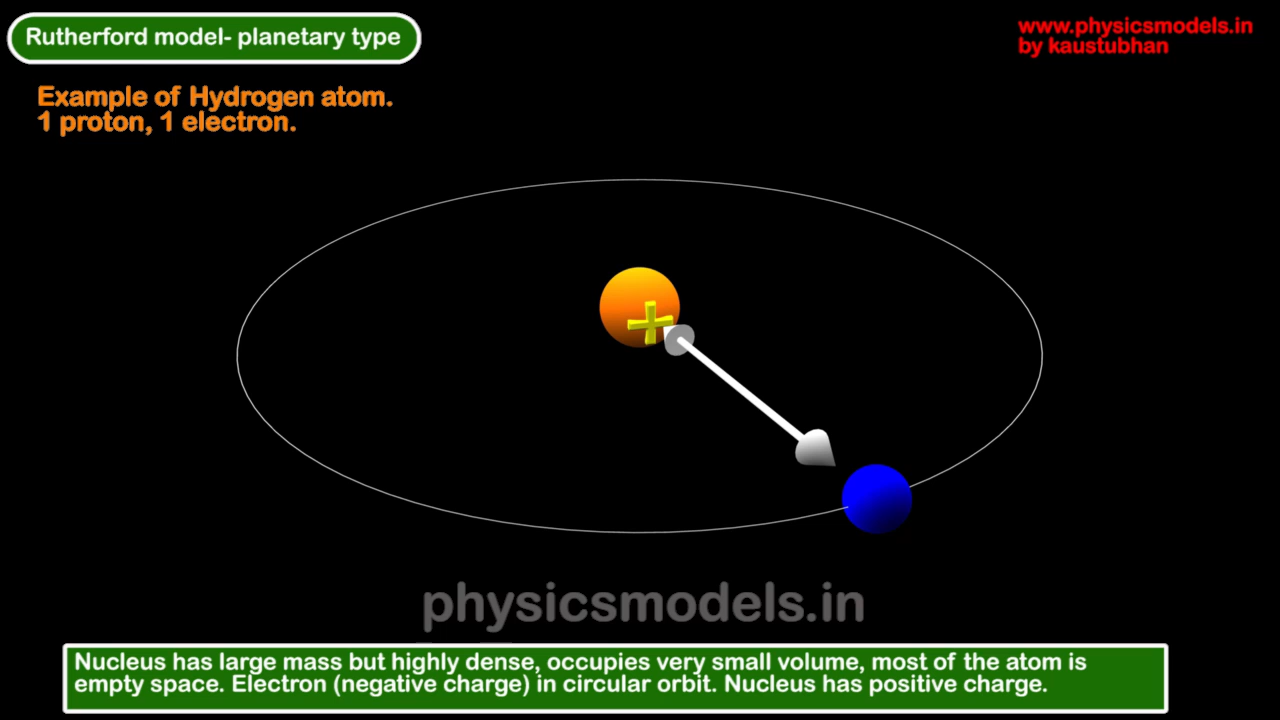 Rutherford model- planetary type
www.physicsmodels.in
by kaustubhan
Example of Hydrogen atom.
1 proton, 1 electron.
+
physicsmodels.in
Nucleus has large mass but highly dense, occupies very small volume, most of the atom is
empty space. Electron (negative charge) in circular orbit. Nucleus has positive charge.